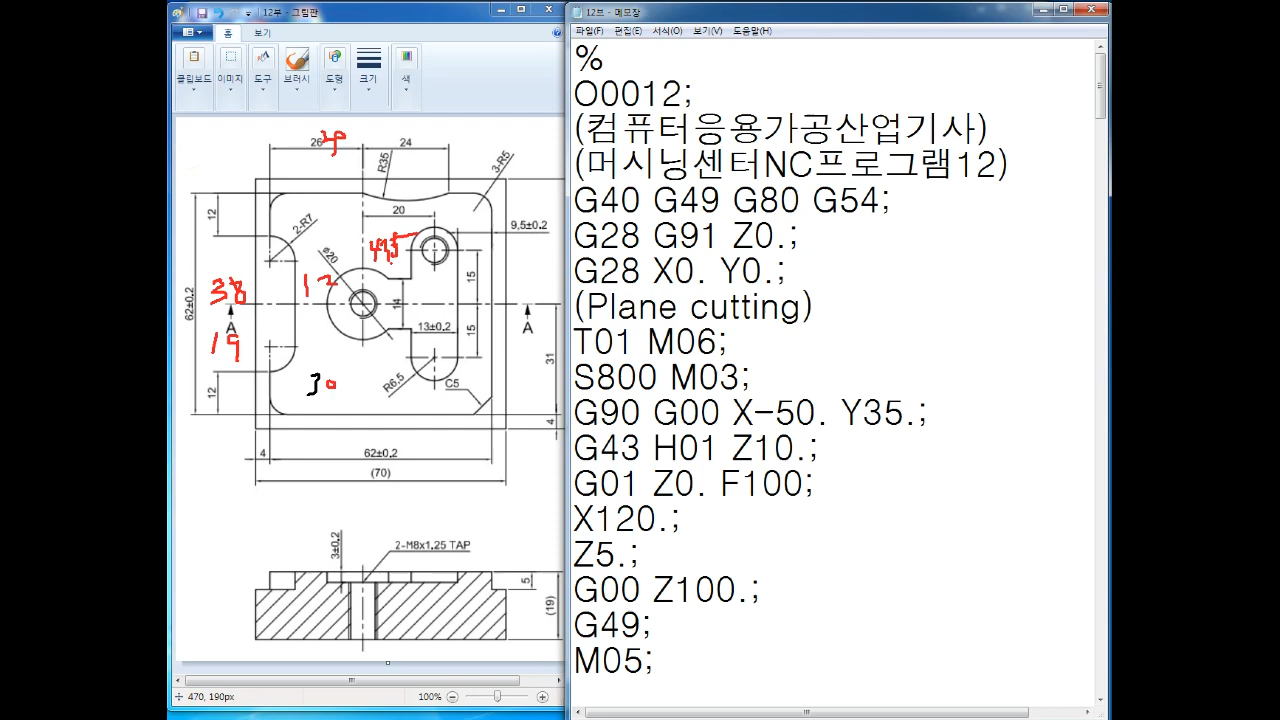 12부 - 그림판
홈
보기
클립보드
이미지
도구
브러시
도형
크기
색
26
40
24
R35
3-R5
12
20
9,5±0.2
2-R7
⌀20
49.5
15
38
12
14
62±0.2
A
A
19
13±0.2
15
31
30
R6,5
C5
12
4
4
62±0.2
(70)
3±0.2
2-M8x1.25 TAP
5
(19)
470, 190px
100%
12브 - 메모장
파일(F) 편집(E) 서식(O) 보기(V) 도움말(H)
%
O0012;
(컴퓨터응용가공산업기사)
(머시닝센터NC프로그램12)
G40 G49 G80 G54;
G28 G91 Z0.;
G28 X0. Y0.;
(Plane cutting)
T01 M06;
S800 M03;
G90 G00 X-50. Y35.;
G43 H01 Z10.;
G01 Z0. F100;
X120.;
Z5.;
G00 Z100.;
G49;
M05;